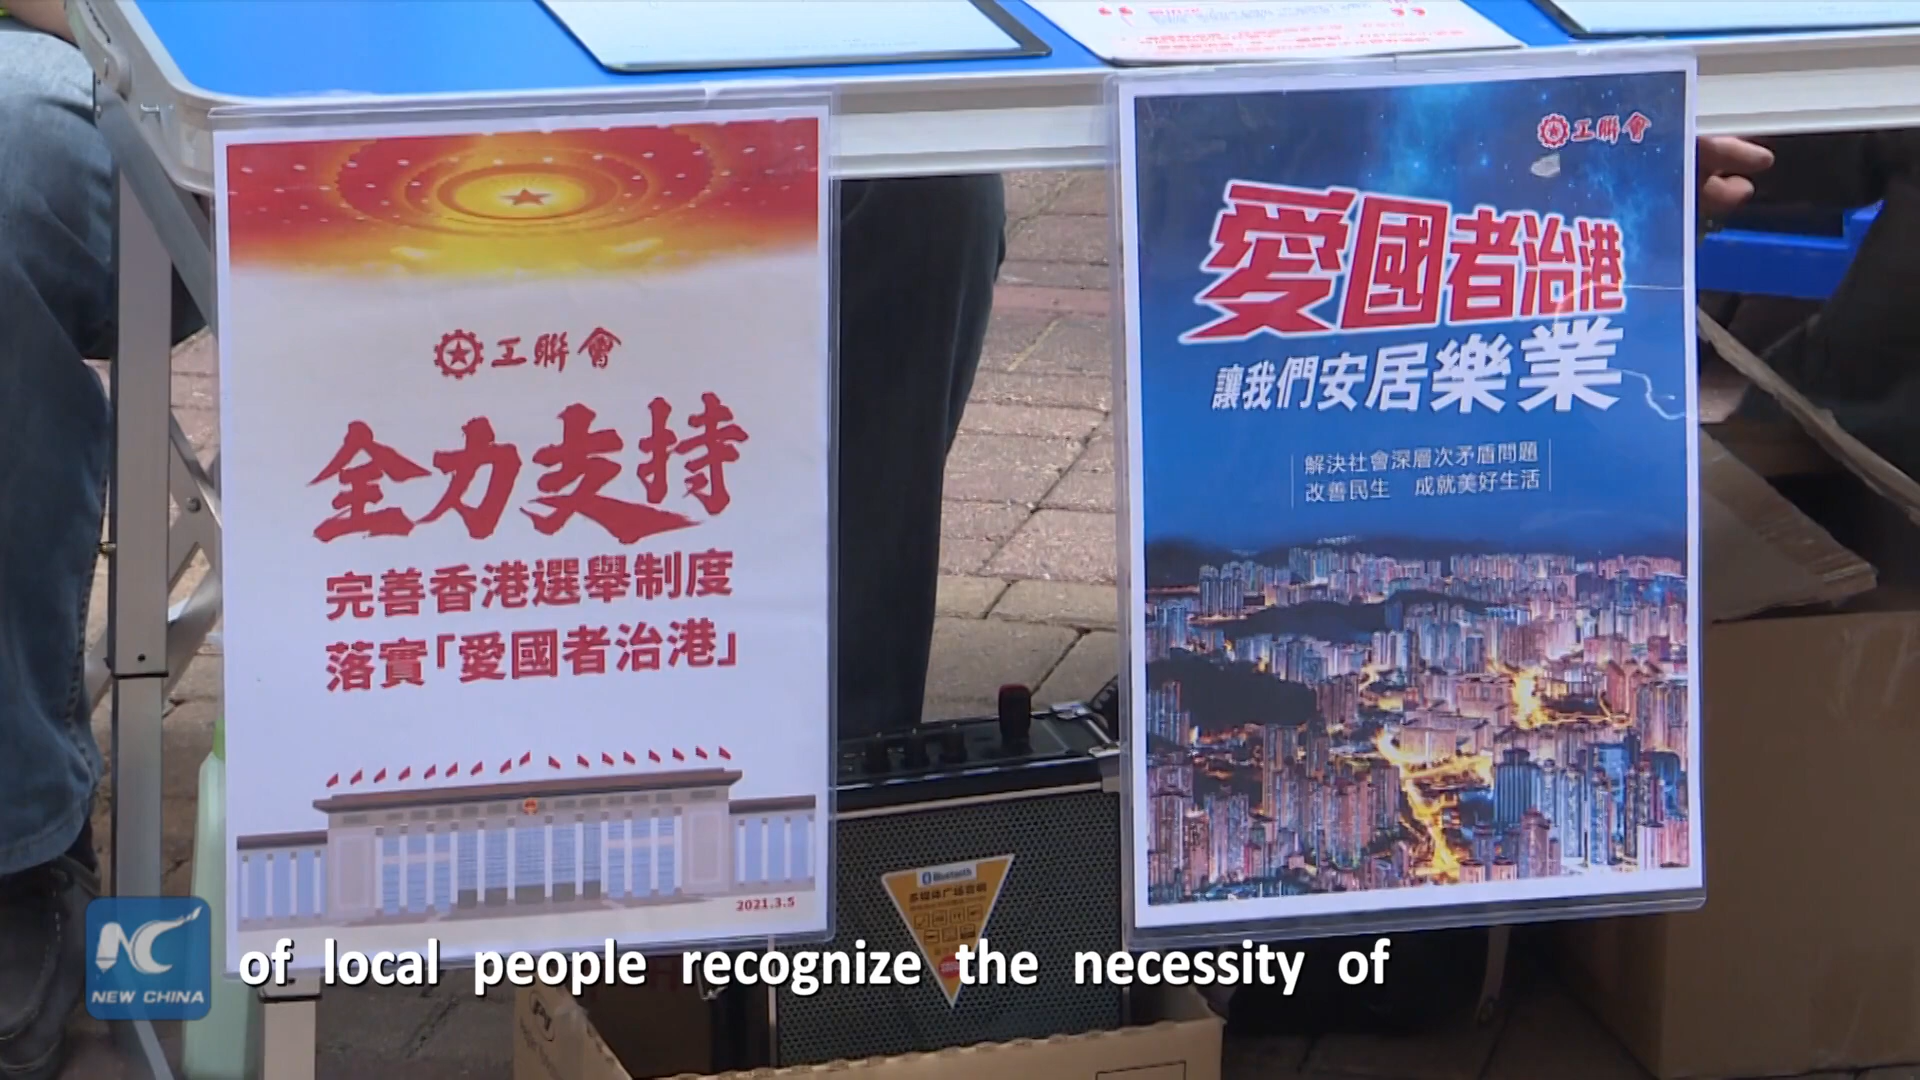 工聯會
全力支持
完善香港選舉制度
落實「愛國者治港」
2021.3.5
工聯會
愛國者治港
讓我們安居樂業
解決社會深層次矛盾問題
改善民生 成就美好生活
Bluetooth
NEW CHINA
of local people recognize the necessity of